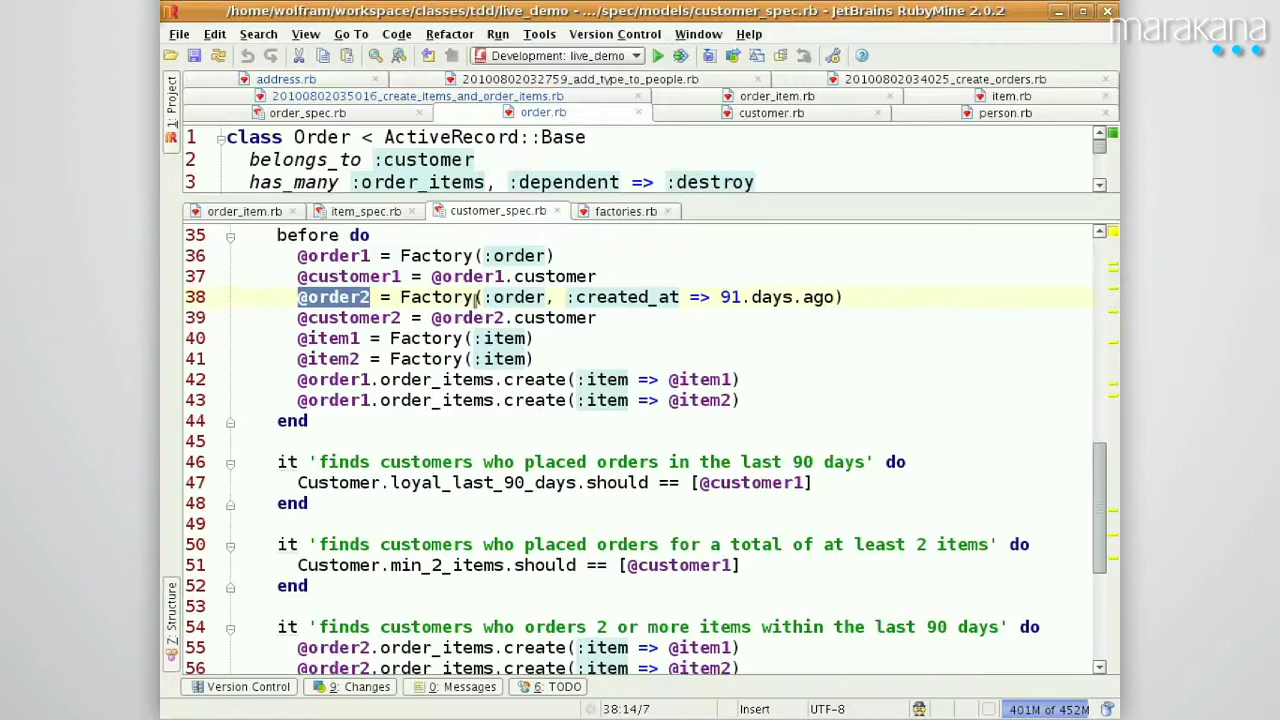 /home/wolfram/workspace/classes/tdd/live_demo - .../spec/models/customer_spec.rb - JetBrains RubyMine 2.0.2
marakana
File Edit Search View Go To Code Refactor Run Tools Version Control Window Help
Development: live_demo
address.rb 20100802032759_add_type_to_people.rb 20100802034025_create_orders.rb
20100802035016_create_items_and_order_items.rb order_item.rb item.rb
order_spec.rb order.rb customer.rb person.rb
1: Project
1 class Order < ActiveRecord::Base
2 belongs_to :customer
3 has_many :order_items, :dependent => :destroy
order_item.rb item_spec.rb customer_spec.rb factories.rb
35 before do
36 @order1 = Factory(:order)
37 @customer1 = @order1.customer
38 @order2 = Factory(:order, :created_at => 91.days.ago)
39 @customer2 = @order2.customer
40 @item1 = Factory(:item)
41 @item2 = Factory(:item)
42 @order1.order_items.create(:item => @item1)
43 @order1.order_items.create(:item => @item2)
44 end
45
46 it 'finds customers who placed orders in the last 90 days' do
47 Customer.loyal_last_90_days.should == [@customer1]
48 end
49
50 it 'finds customers who placed orders for a total of at least 2 items' do
51 Customer.min_2_items.should == [@customer1]
52 end
53
54 it 'finds customers who orders 2 or more items within the last 90 days' do
55 @order2.order_items.create(:item => @item1)
56 @order2.order_items.create(:item => @item2)
7: Structure
Version Control 9: Changes 0: Messages 6: TODO
38:14/7 Insert UTF-8 401M of 452M